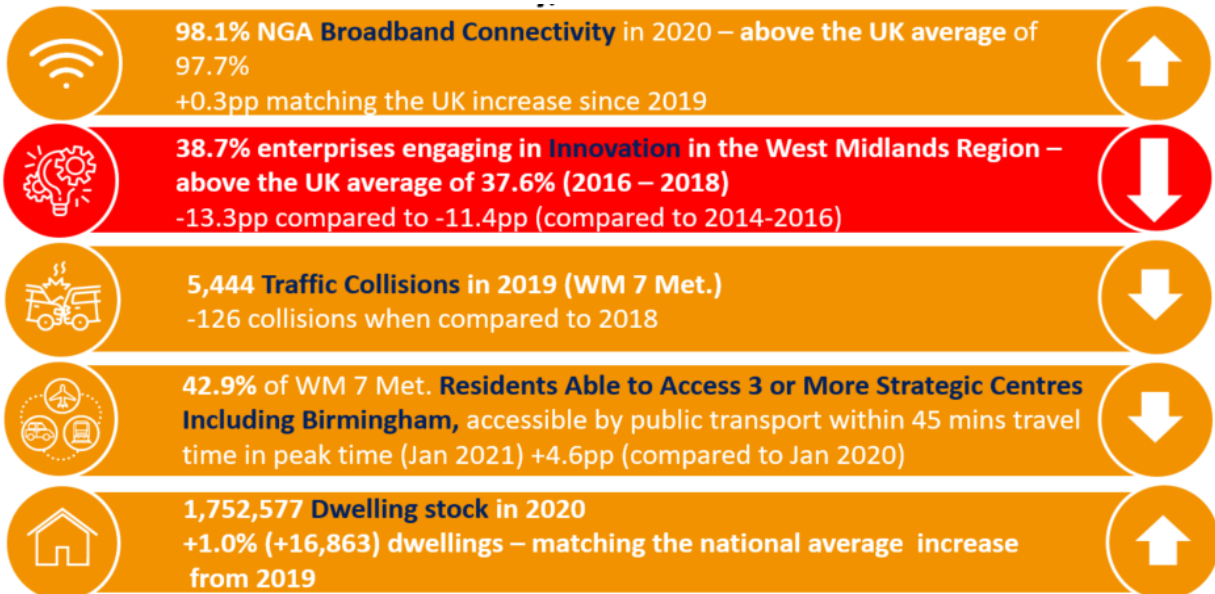 98.1% NGA Broadband Connectivity in 2020 – above the UK average of
97.7%
+0.3pp matching the UK increase since 2019
38.7% enterprises engaging in Innovation in the West Midlands Region –
above the UK average of 37.6% (2016 – 2018)
-13.3pp compared to -11.4pp (compared to 2014-2016)
5,444 Traffic Collisions in 2019 (WM 7 Met.)
-126 collisions when compared to 2018
42.9% of WM 7 Met. Residents Able to Access 3 or More Strategic Centres
Including Birmingham, accessible by public transport within 45 mins travel
time in peak time (Jan 2021) +4.6pp (compared to Jan 2020)
1,752,577 Dwelling stock in 2020
+1.0% (+16,863) dwellings – matching the national average increase
from 2019